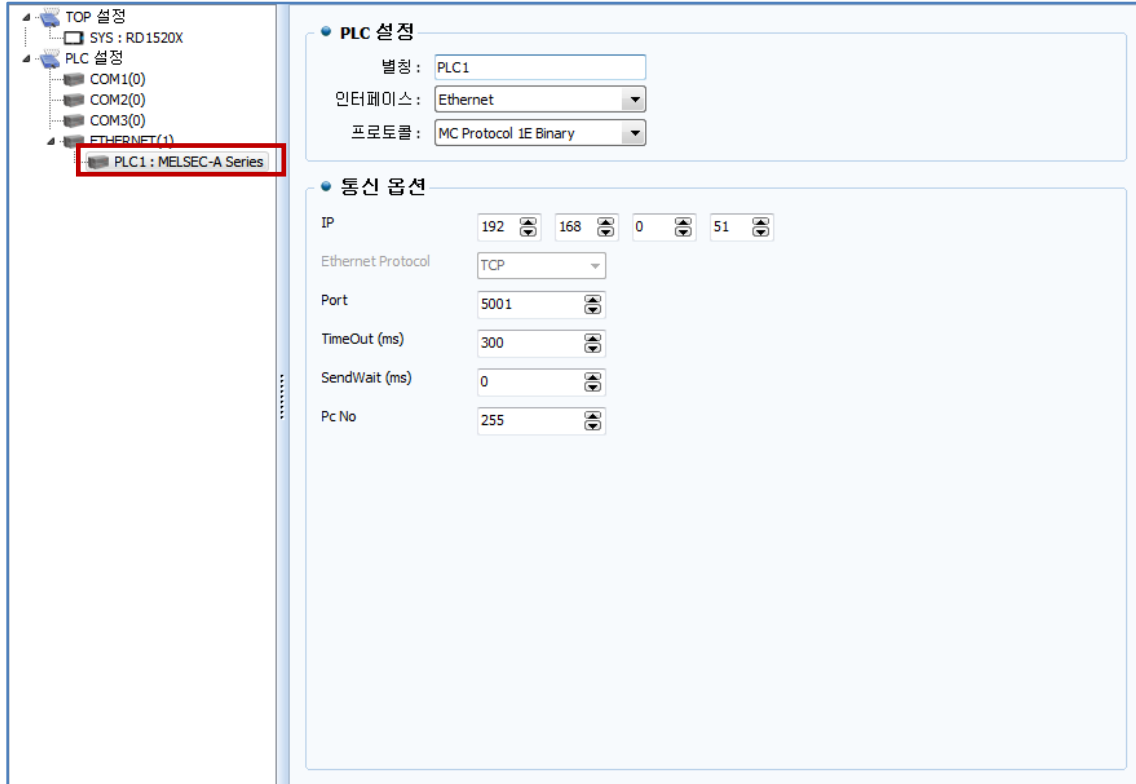 TOP 설정
SYS : RD1520X
PLC 설정
COM1(0)
COM2(0)
COM3(0)
ETHERNET(1)
PLC1 : MELSEC-A Series
PLC 설정
별칭 : PLC1
인터페이스 : Ethernet
프로토콜 : MC Protocol 1E Binary
통신 옵션
IP 192 168 0 51
Ethernet Protocol TCP
Port 5001
TimeOut (ms) 300
SendWait (ms) 0
Pc No 255